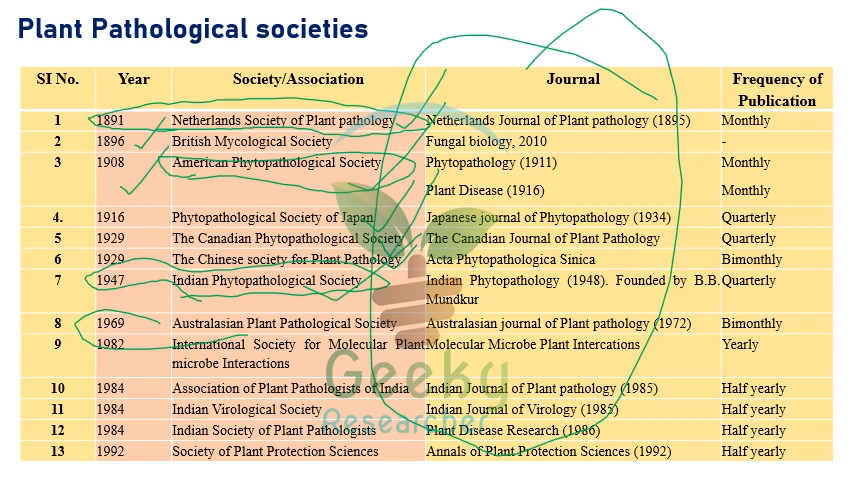 Plant Pathological societies
SI No. Year Society/Association Journal Frequency of
Publication
1 1891 Netherlands Society of Plant pathology Netherlands Journal of Plant pathology (1895) Monthly
2 1896 British Mycological Society Fungal biology, 2010 -
3 1908 American Phytopathological Society Phytopathology (1911) Monthly
Plant Disease (1916) Monthly
4. 1916 Phytopathological Society of Japan Japanese journal of Phytopathology (1934) Quarterly
5 1929 The Canadian Phytopathological Society The Canadian Journal of Plant Pathology Quarterly
6 1929 The Chinese society for Plant Pathology Acta Phytopathologica Sinica Bimonthly
7 1947 Indian Phytopathological Society Indian Phytopathology (1948). Founded by B.B. Quarterly
Mundkur
8 1969 Australasian Plant Pathological Society Australasian journal of Plant pathology (1972) Bimonthly
9 1982 International Society for Molecular Plant Molecular Microbe Plant Intercations Yearly
microbe Interactions
Geeky
10 1984 Association of Plant Pathologists of India Indian Journal of Plant pathology (1985) Half yearly
11 1984 Indian Virological Society Indian Journal of Virology (1985) Half yearly
Researcher
12 1984 Indian Society of Plant Pathologists Plant Disease Research (1986) Half yearly
13 1992 Society of Plant Protection Sciences Annals of Plant Protection Sciences (1992) Half yearly